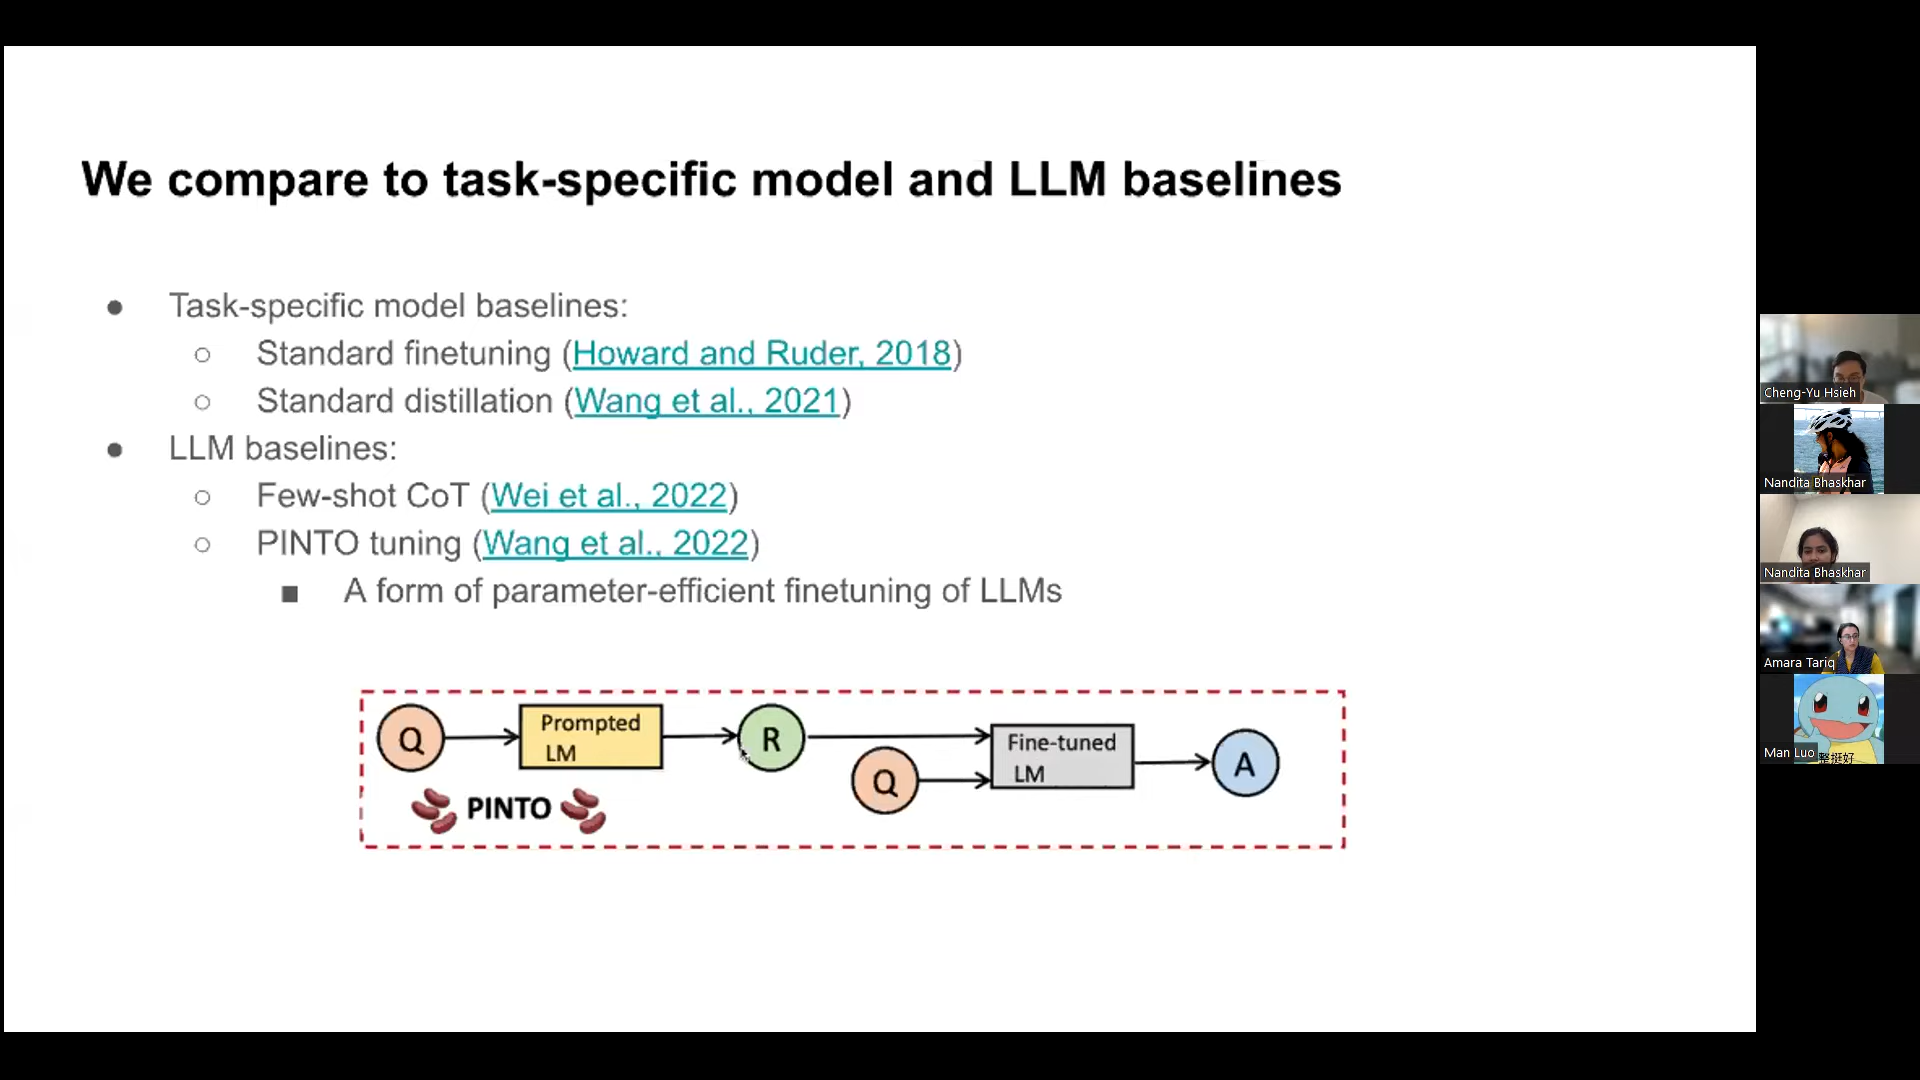 We compare to task-specific model and LLM baselines
● Task-specific model baselines:
○ Standard finetuning (Howard and Ruder, 2018)
○ Standard distillation (Wang et al., 2021)
● LLM baselines:
○ Few-shot CoT (Wei et al., 2022)
○ PINTO tuning (Wang et al., 2022)
■ A form of parameter-efficient finetuning of LLMs
Q
Prompted
LM
R
Q
Fine-tuned
LM
A
PINTO
Cheng-Yu Hsieh
Nandita Bhaskhar
Nandita Bhaskhar
Amara Tariq
Man Luo
整挺好